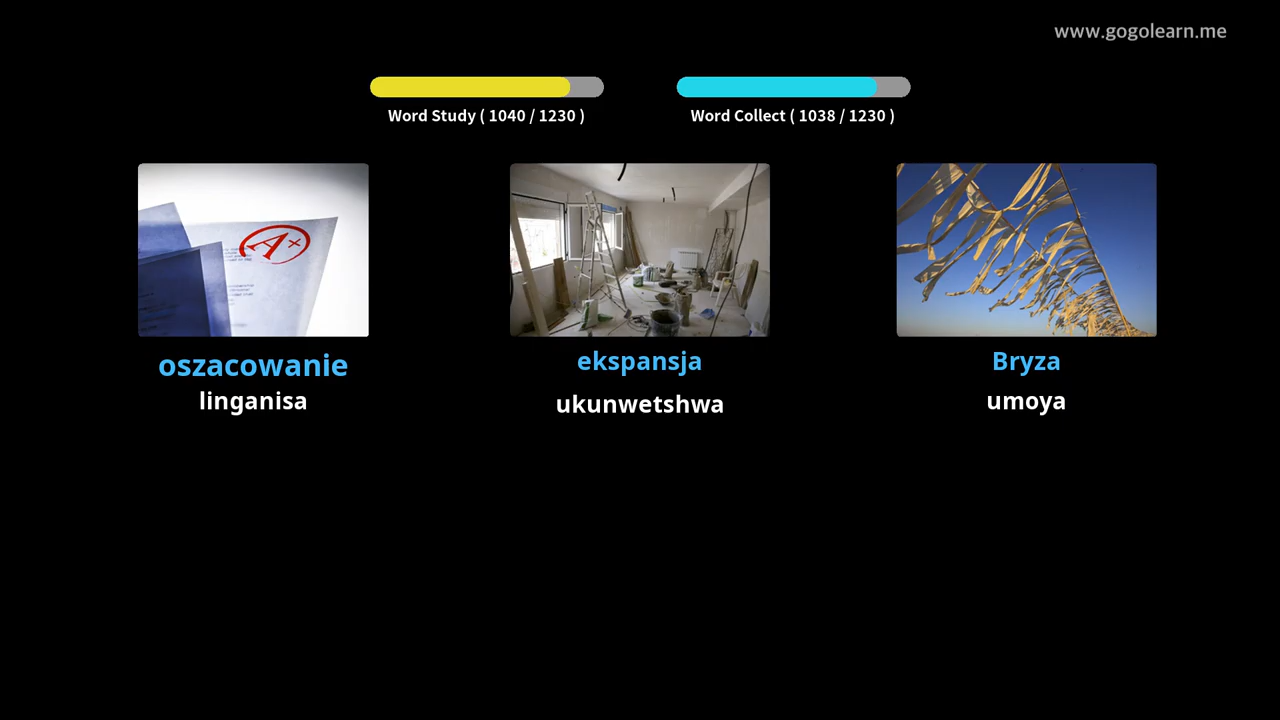 www.gogolearn.me
Word Study ( 1040 / 1230 )
Word Collect ( 1038 / 1230 )
A+
oszacowanie
linganisa
ekspansja
ukunwetshwa
Bryza
umoya